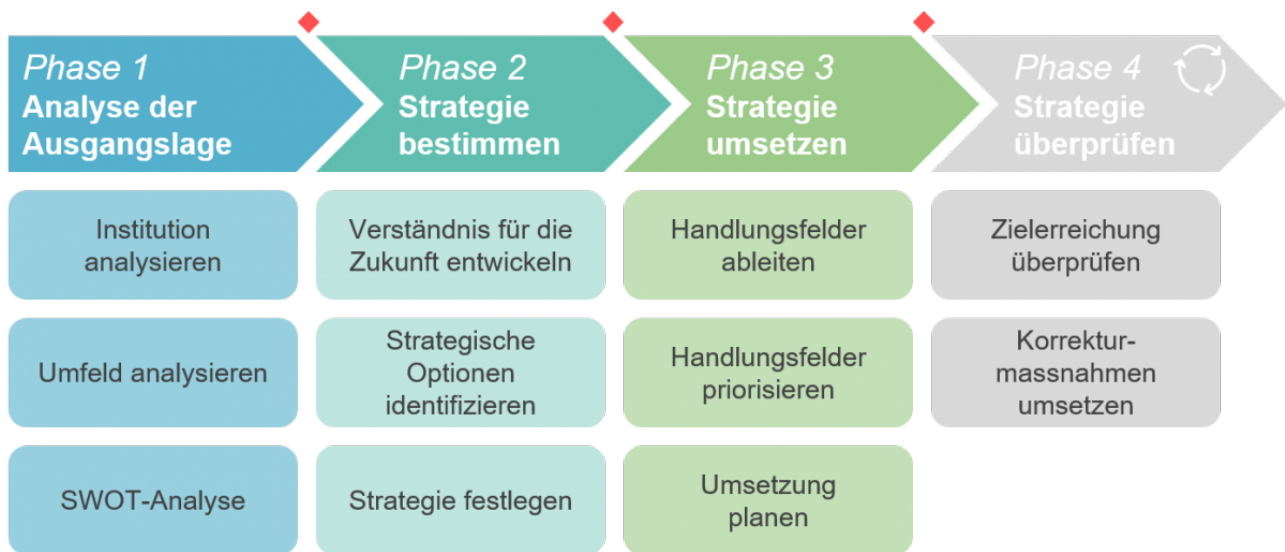 Phase 1
Analyse der
Ausgangslage
Phase 2
Strategie
bestimmen
Phase 3
Strategie
umsetzen
Phase 4
Strategie
überprüfen
Institution
analysieren
Verständnis für die
Zukunft entwickeln
Handlungsfelder
ableiten
Zielerreichung
überprüfen
Umfeld analysieren
Strategische
Optionen
identifizieren
Handlungsfelder
priorisieren
Korrektur-
massnahmen
umsetzen
SWOT-Analyse
Strategie festlegen
Umsetzung
planen